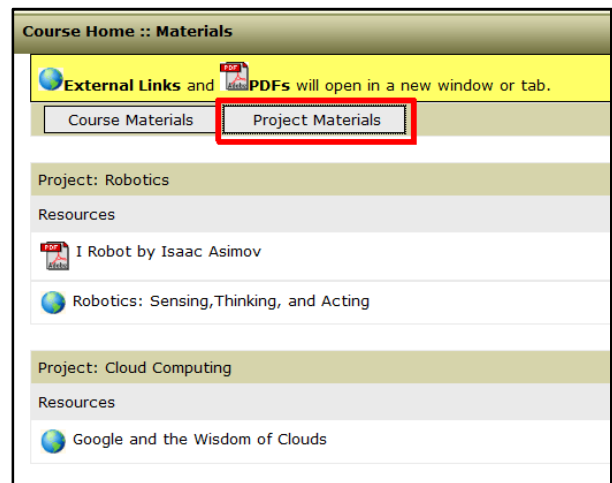 Course Home :: Materials
External Links and PDFs will open in a new window or tab.
Course Materials Project Materials
Project: Robotics
Resources
I Robot by Isaac Asimov
Robotics: Sensing,Thinking, and Acting
Project: Cloud Computing
Resources
Google and the Wisdom of Clouds